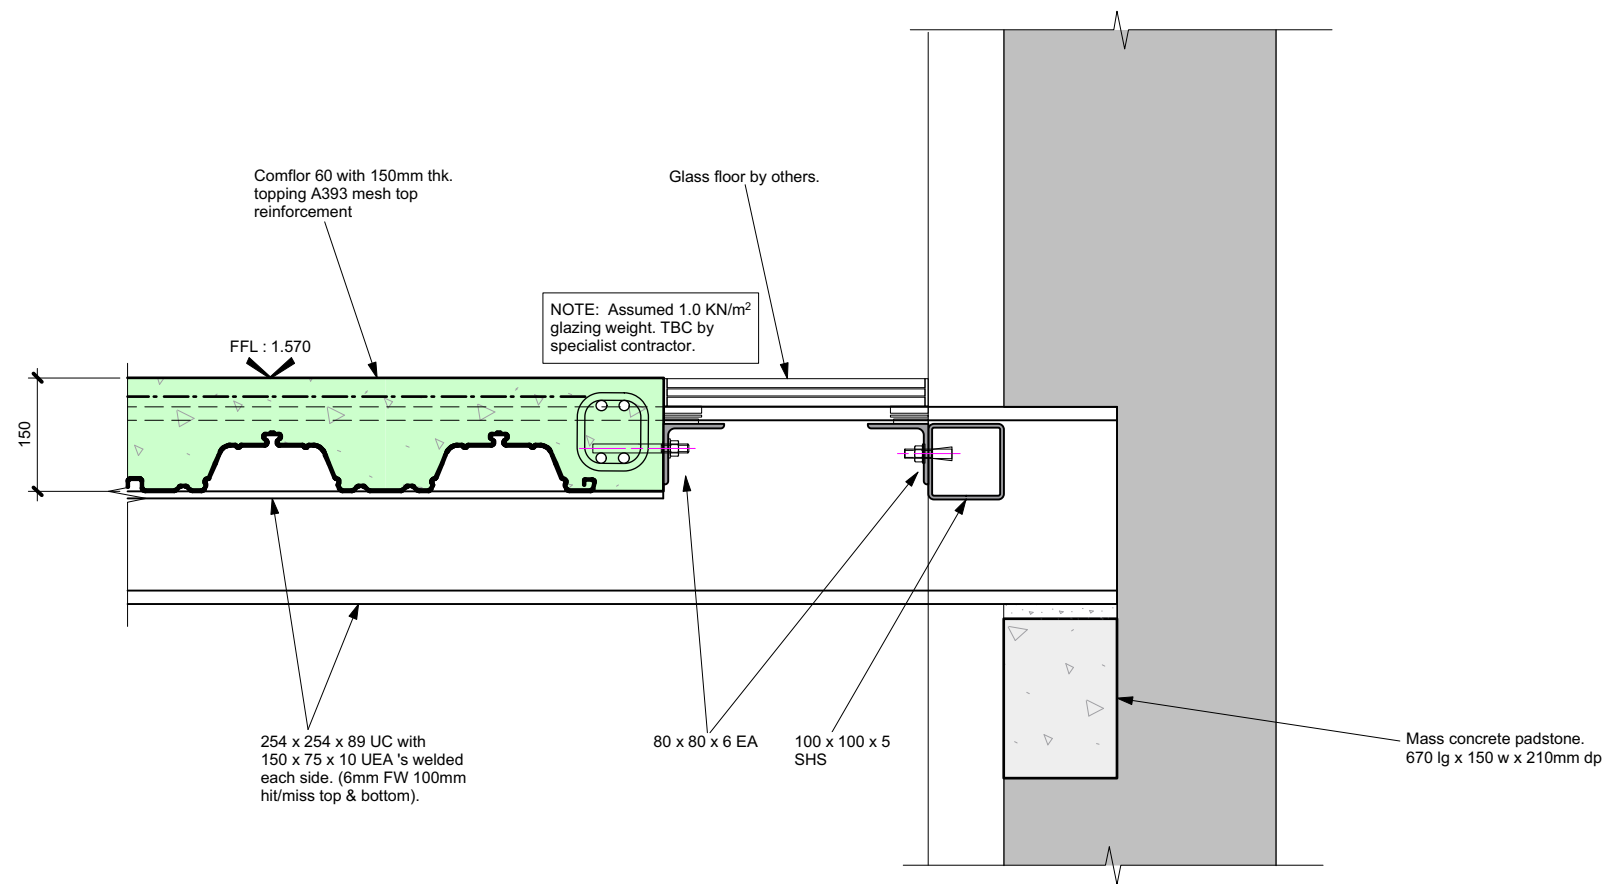 Comflor 60 with 150mm thk.
topping A393 mesh top
reinforcement
Glass floor by others.
NOTE: Assumed 1.0 KN/m²
glazing weight. TBC by
specialist contractor.
FFL : 1.570
150
254 x 254 x 89 UC with
150 x 75 x 10 UEA 's welded
each side. (6mm FW 100mm
hit/miss top & bottom).
80 x 80 x 6 EA
100 x 100 x 5
SHS
Mass concrete padstone.
670 lg x 150 w x 210mm dp